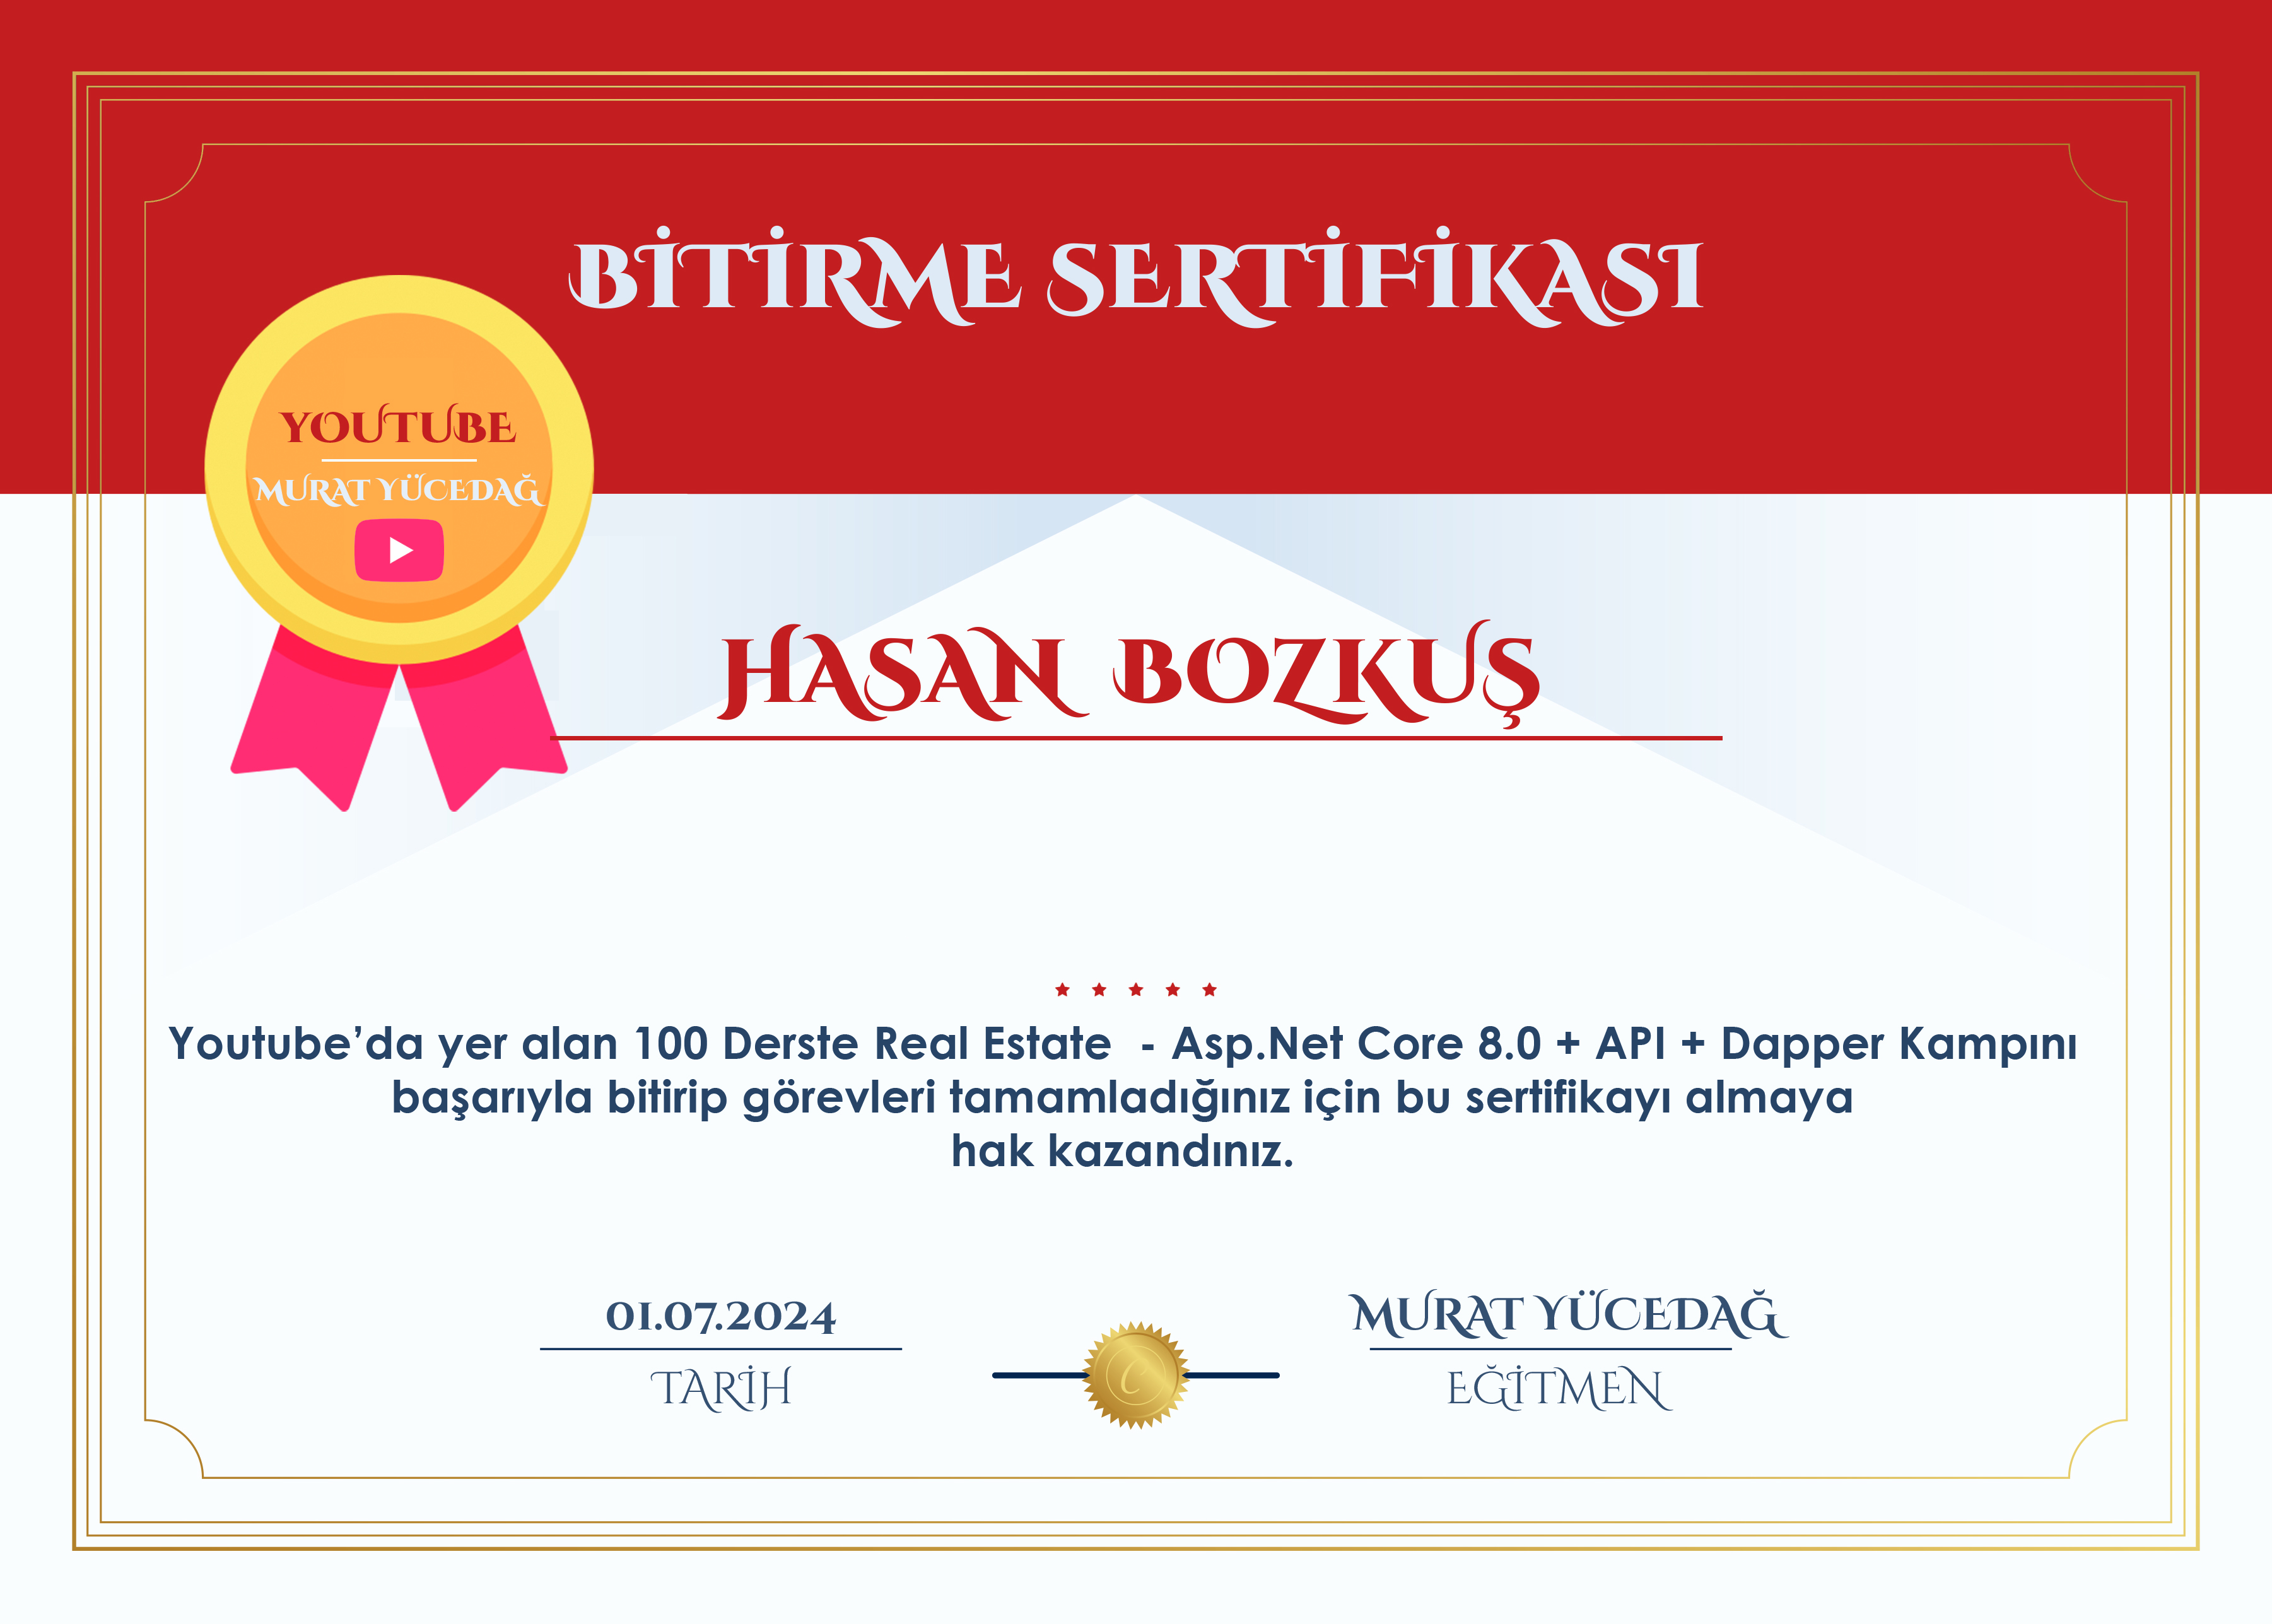 BİTİRME SERTİFİKASI
YOUTUBE
MURAT YÜCEDAĞ
HASAN BOZKUŞ
Youtube’da yer alan 100 Derste Real Estate - Asp.Net Core 8.0 + API + Dapper Kampını
başarıyla bitirip görevleri tamamladığınız için bu sertifikayı almaya
hak kazandınız.
01.07.2024
TARİH
C
MURAT YÜCEDAĞ
EĞİTMEN